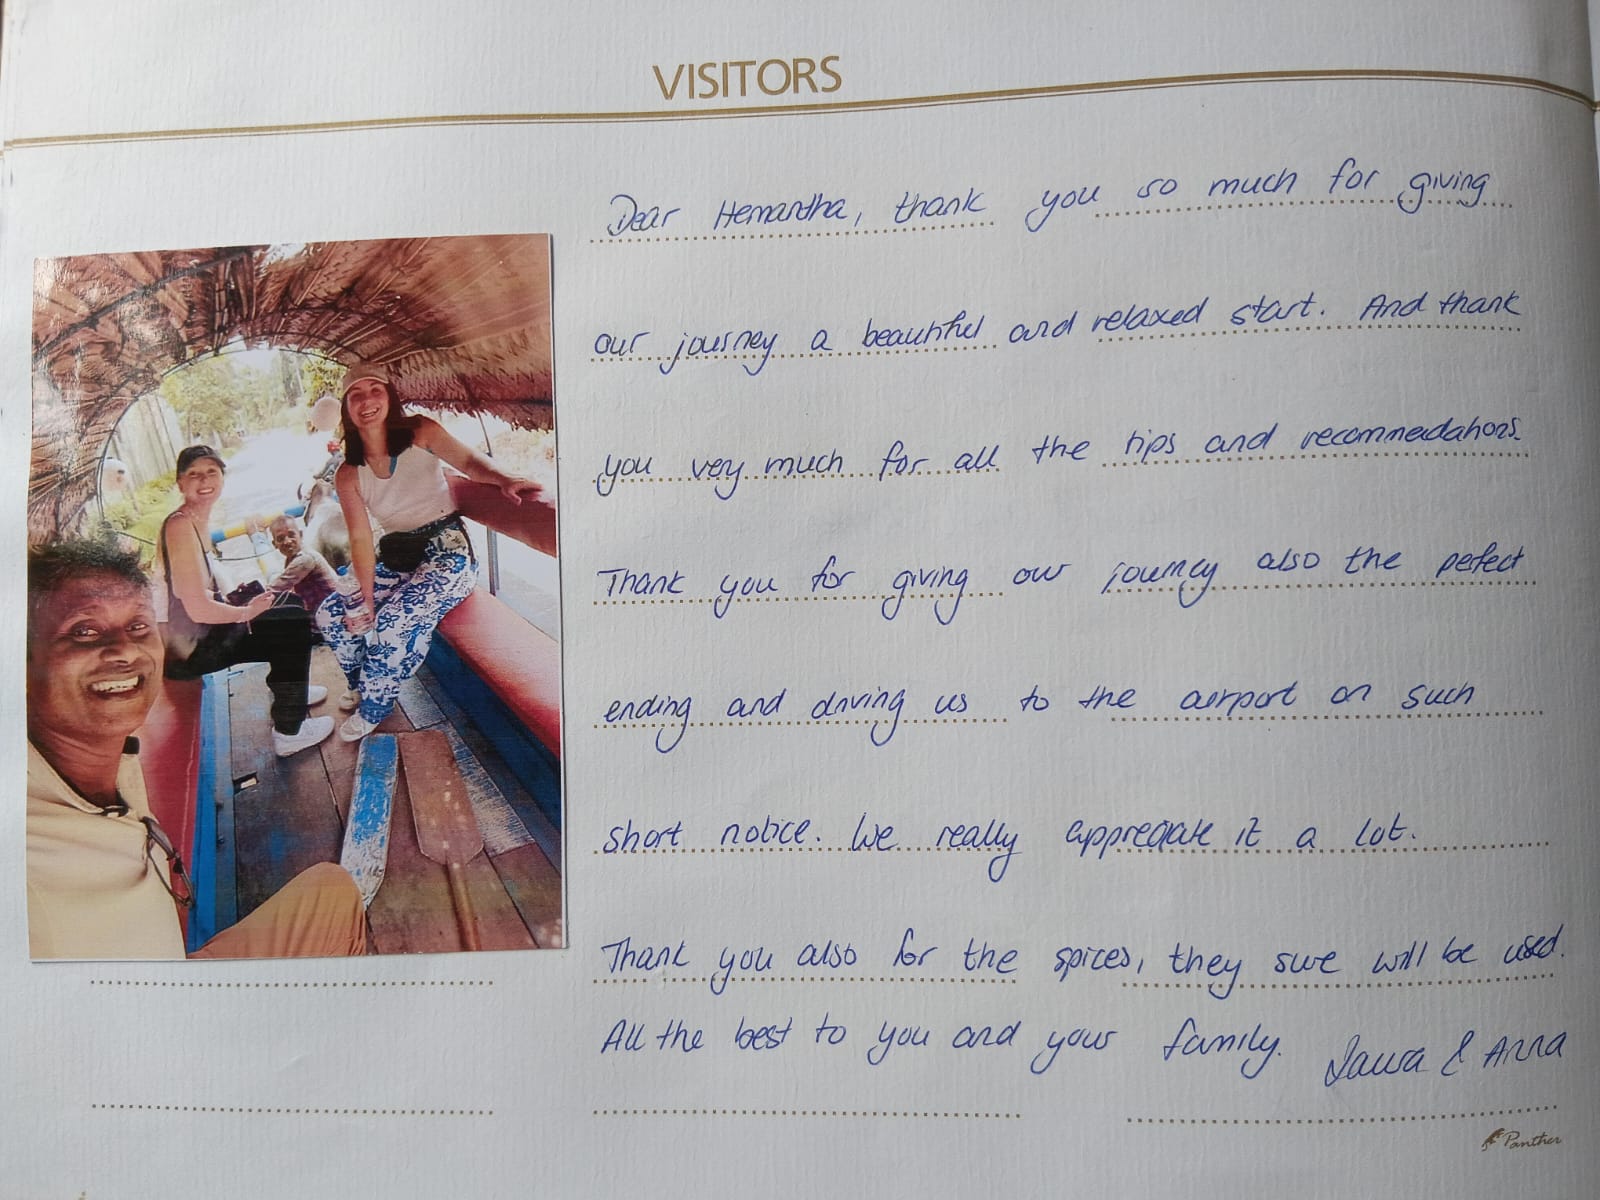 VISITORS
Dear Hemantha, thank you so much for giving
our journey a beautiful and relaxed start. And thank
you very much for all the tips and recommendations.
Thank you for giving our journey also the perfect
ending and driving us to the airport on such
short notice. We really appreciate it a lot.
Thank you also for the spices, they sure will be used.
All the best to you and your family. Laura & Anna
Panther